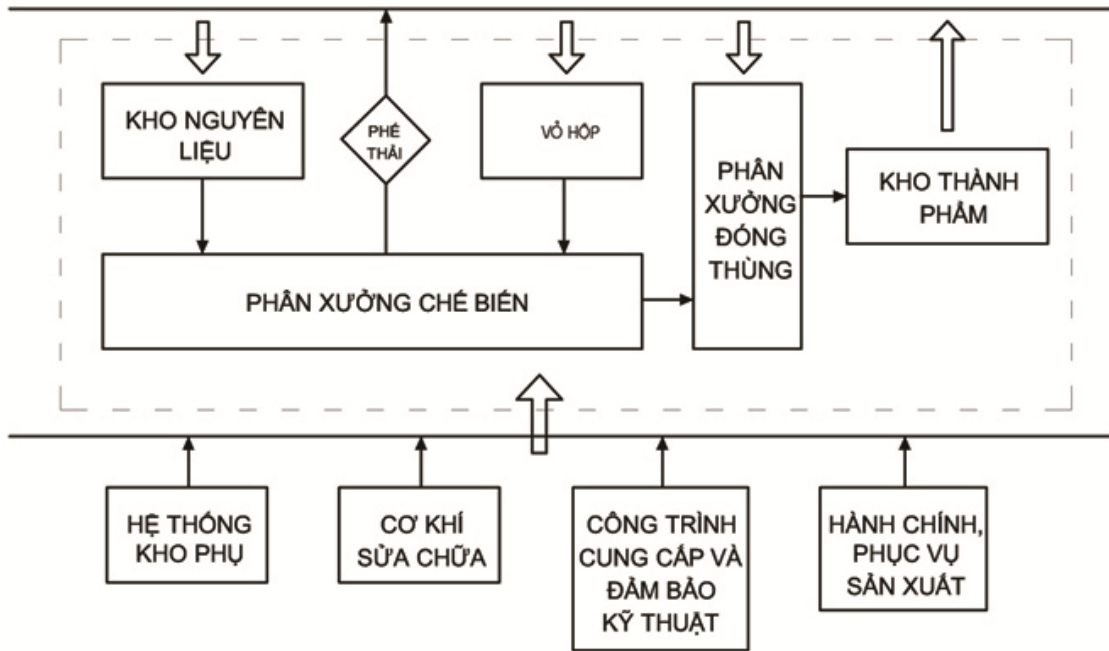 KHO NGUYÊN
LIỆU
PHẾ
THẢI
VỎ HỘP
PHÂN
XƯỞNG
ĐÓNG
THÙNG
KHO THÀNH
PHẨM
PHÂN XƯỞNG CHẾ BIẾN
HỆ THỐNG
KHO PHỤ
CƠ KHÍ
SỬA CHỮA
CÔNG TRÌNH
CUNG CẤP VÀ
ĐẢM BẢO
KỸ THUẬT
HÀNH CHÍNH,
PHỤC VỤ
SẢN XUẤT